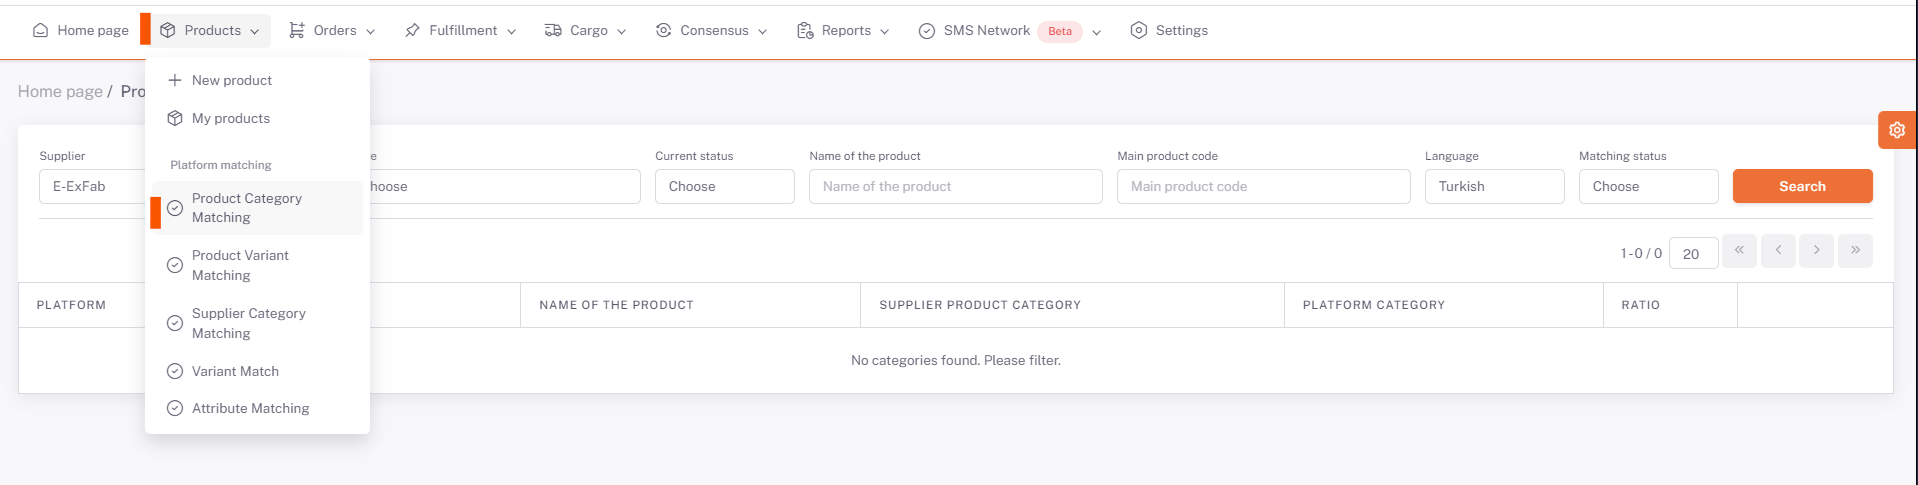 Home page Products Orders Fulfillment Cargo Consensus Reports SMS Network Beta Settings
New product
Home page / Pro
My products
Platform matching
Supplier e Current status Name of the product Main product code Language Matching status
E-ExFab hoose Choose Name of the product Main product code Turkish Choose Search
Product Category
Matching
Product Variant
Matching
1-0 / 0 20 « < > »
PLATFORM NAME OF THE PRODUCT SUPPLIER PRODUCT CATEGORY PLATFORM CATEGORY RATIO
Supplier Category
Matching
No categories found. Please filter.
Variant Match
Attribute Matching